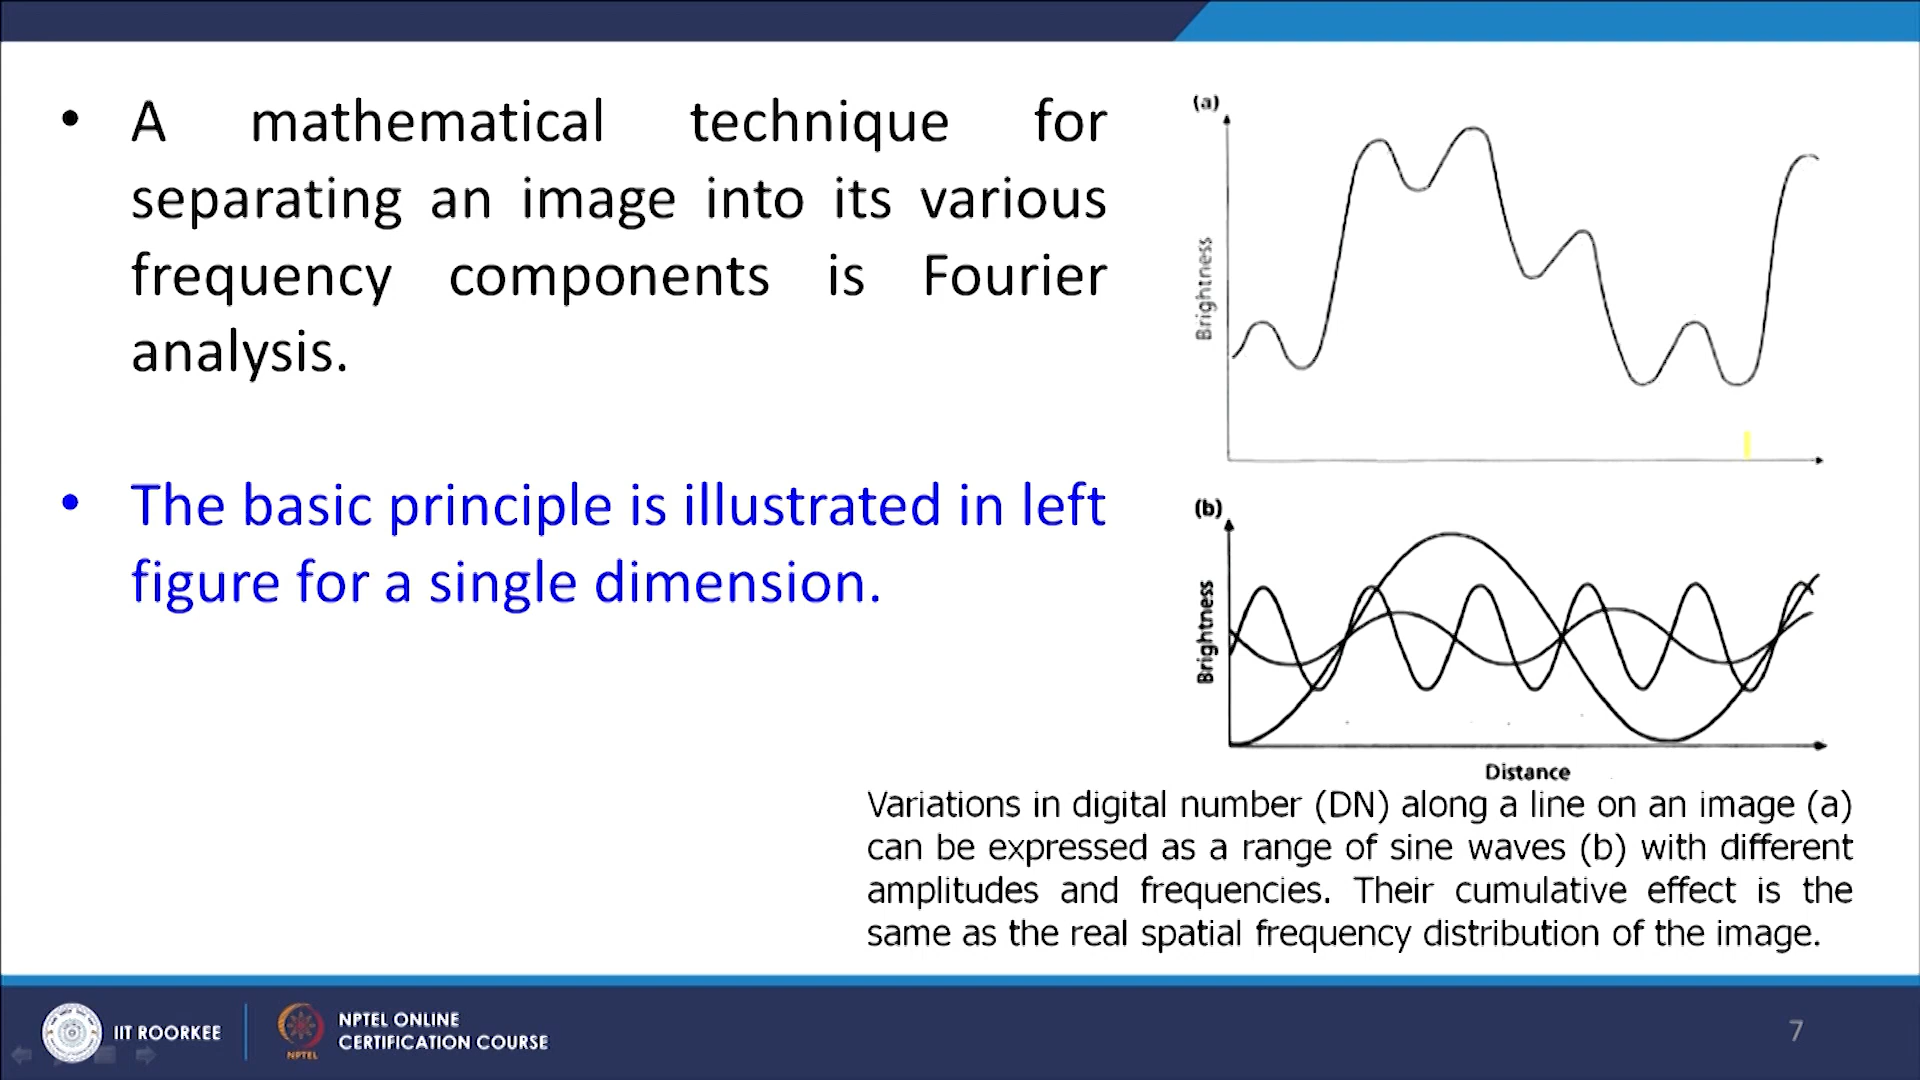 • A mathematical technique for
separating an image into its various
frequency components is Fourier
analysis.
• The basic principle is illustrated in left
figure for a single dimension.
(a)
Brightness
(b)
Brightness
Distance
Variations in digital number (DN) along a line on an image (a)
can be expressed as a range of sine waves (b) with different
amplitudes and frequencies. Their cumulative effect is the
same as the real spatial frequency distribution of the image.
IIT ROORKEE
NPTEL
NPTEL ONLINE
CERTIFICATION COURSE
7